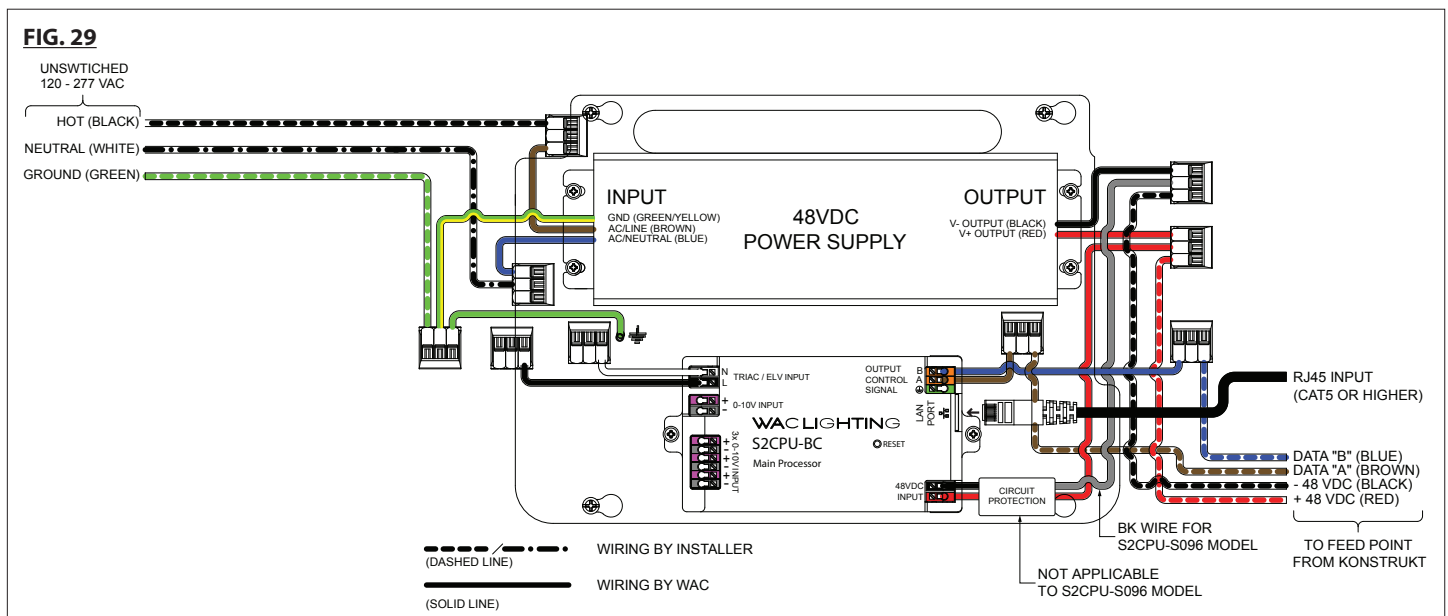 FIG. 29
UNSWTICHED
120 - 277 VAC
HOT (BLACK)
NEUTRAL (WHITE)
GROUND (GREEN)
INPUT
GND (GREEN/YELLOW)
AC/LINE (BROWN)
AC/NEUTRAL (BLUE)
48VDC
POWER SUPPLY
OUTPUT
V- OUTPUT (BLACK)
V+ OUTPUT (RED)
N
L
TRIAC / ELV INPUT
+
-
0-10V INPUT
3x 0-10V INPUT
+
-
+
-
+
-
OUTPUT
CONTROL
SIGNAL
B
A
LAN
PORT
WAC LIGHTING
S2CPU-BC
Main Processor
RESET
48VDC
INPUT
CIRCUIT
PROTECTION
RJ45 INPUT
(CAT5 OR HIGHER)
DATA "B" (BLUE)
DATA "A" (BROWN)
- 48 VDC (BLACK)
+ 48 VDC (RED)
TO FEED POINT
FROM KONSTRUKT
BK WIRE FOR
S2CPU-S096 MODEL
NOT APPLICABLE
TO S2CPU-S096 MODEL
WIRING BY INSTALLER
(DASHED LINE)
WIRING BY WAC
(SOLID LINE)